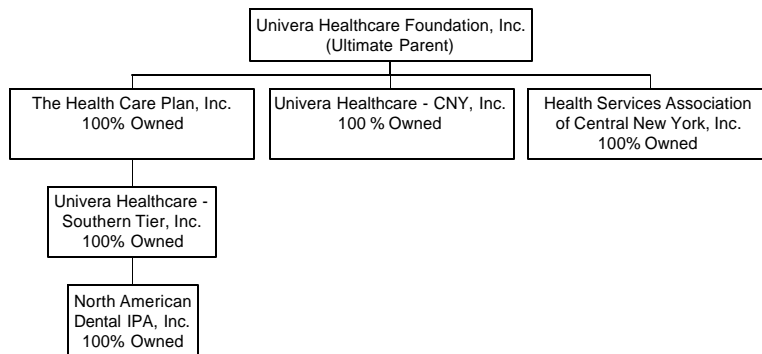 Univera Healthcare Foundation, Inc.
(Ultimate Parent)
The Health Care Plan, Inc.
100% Owned
Univera Healthcare - CNY, Inc.
100 % Owned
Health Services Association
of Central New York, Inc.
100% Owned
Univera Healthcare -
Southern Tier, Inc.
100% Owned
North American
Dental IPA, Inc.
100% Owned